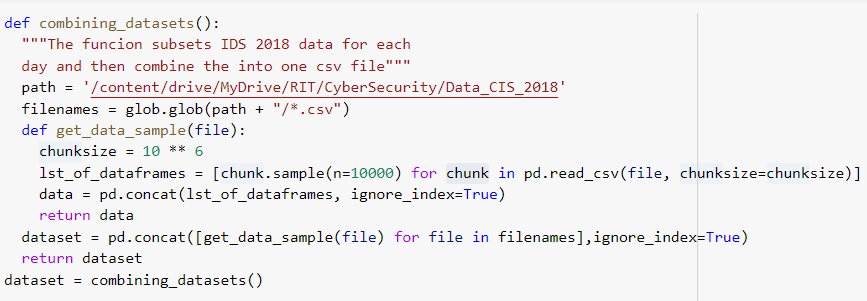 def combining_datasets():
"""The funcion subsets IDS 2018 data for each
day and then combine the into one csv file"""
path = '/content/drive/MyDrive/RIT/CyberSecurity/Data_CIS_2018'
filenames = glob.glob(path + "/*.csv")
def get_data_sample(file):
chunksize = 10 ** 6
lst_of_dataframes = [chunk.sample(n=10000) for chunk in pd.read_csv(file, chunksize=chunksize)]
data = pd.concat(lst_of_dataframes, ignore_index=True)
return data
dataset = pd.concat([get_data_sample(file) for file in filenames],ignore_index=True)
return dataset
dataset = combining_datasets()